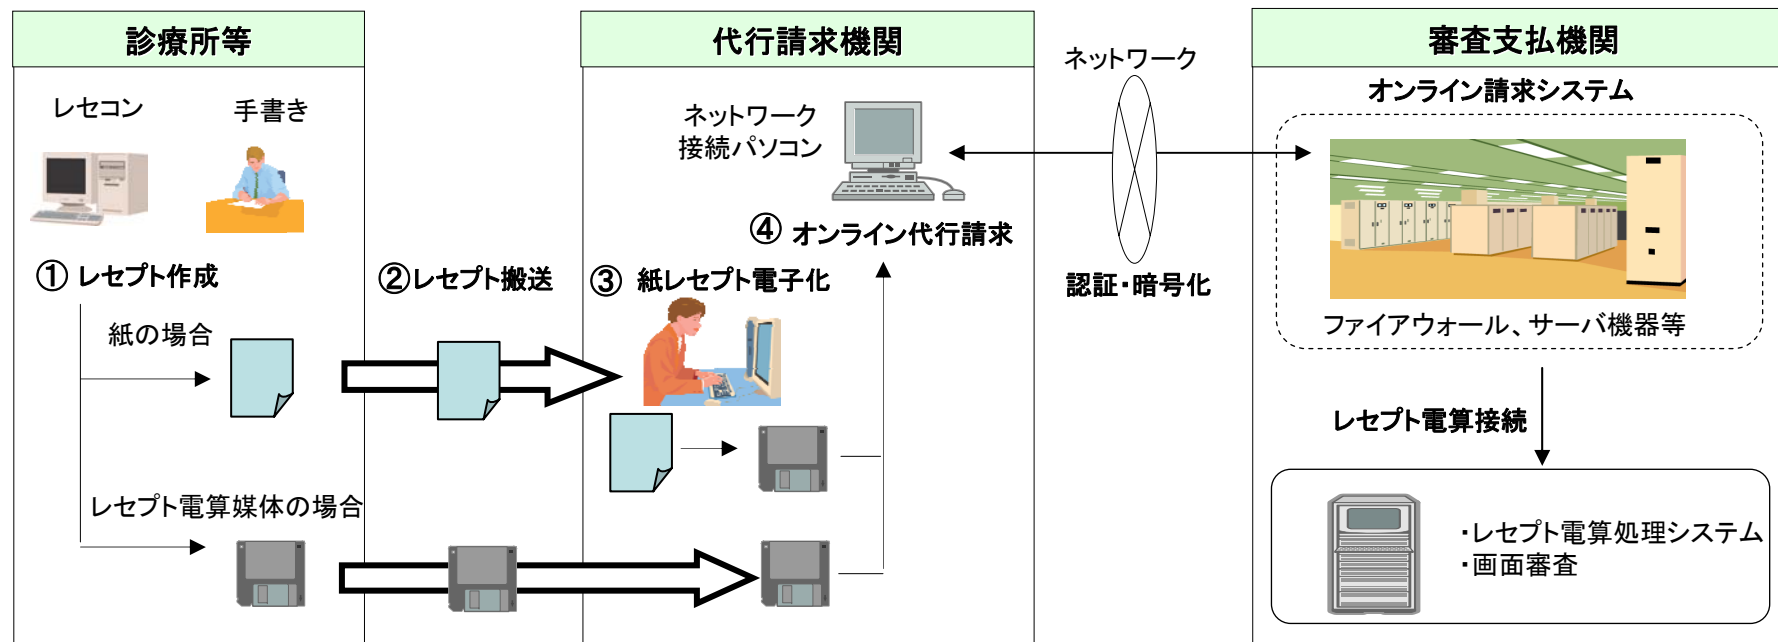 診療所等
レセコン
手書き
① レセプト作成
紙の場合
レセプト電算媒体の場合
②レセプト搬送
代行請求機関
ネットワーク
接続パソコン
④ オンライン代行請求
③ 紙レセプト電子化
ネットワーク
認証・暗号化
審査支払機関
オンライン請求システム
ファイアウォール、サーバ機器等
レセプト電算接続
・レセプト電算処理システム
・画面審査